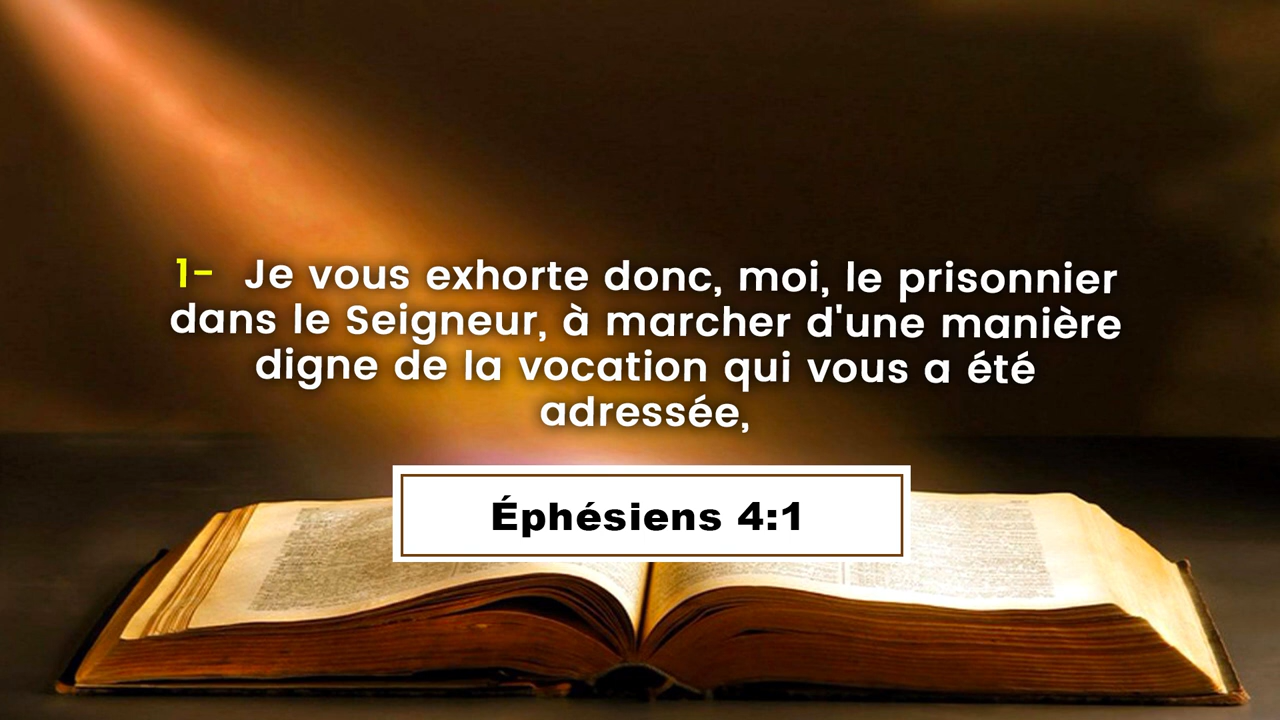 1- Je vous exhorte donc, moi, le prisonnier
dans le Seigneur, à marcher d'une manière
digne de la vocation qui vous a été
adressée,
Éphésiens 4:1